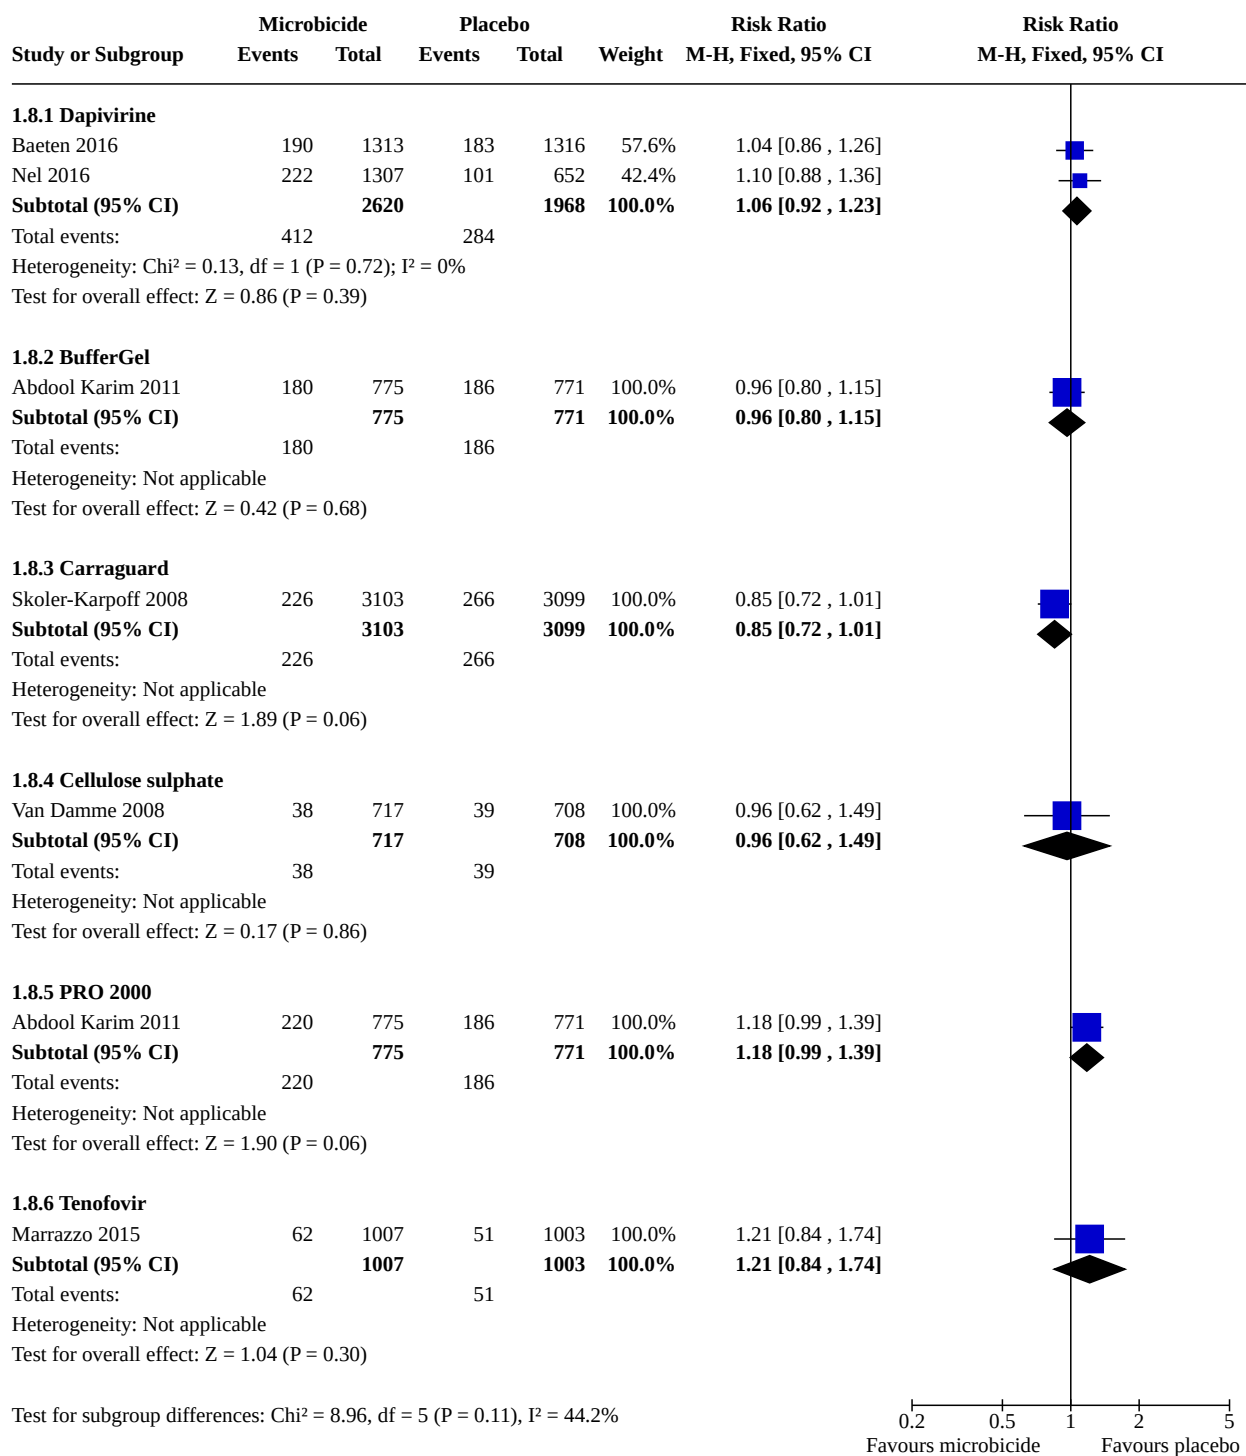 Microbicide Placebo Risk Ratio Risk Ratio
Study or Subgroup Events Total Events Total Weight M-H, Fixed, 95% CI M-H, Fixed, 95% CI
1.8.1 Dapivirine
Baeten 2016 190 1313 183 1316 57.6% 1.04 [0.86 , 1.26]
Nel 2016 222 1307 101 652 42.4% 1.10 [0.88 , 1.36]
Subtotal (95% CI) 2620 1968 100.0% 1.06 [0.92 , 1.23]
Total events: 412 284
Heterogeneity: Chi² = 0.13, df = 1 (P = 0.72); I² = 0%
Test for overall effect: Z = 0.86 (P = 0.39)
1.8.2 BufferGel
Abdool Karim 2011 180 775 186 771 100.0% 0.96 [0.80 , 1.15]
Subtotal (95% CI) 775 771 100.0% 0.96 [0.80 , 1.15]
Total events: 180 186
Heterogeneity: Not applicable
Test for overall effect: Z = 0.42 (P = 0.68)
1.8.3 Carraguard
Skoler-Karpoff 2008 226 3103 266 3099 100.0% 0.85 [0.72 , 1.01]
Subtotal (95% CI) 3103 3099 100.0% 0.85 [0.72 , 1.01]
Total events: 226 266
Heterogeneity: Not applicable
Test for overall effect: Z = 1.89 (P = 0.06)
1.8.4 Cellulose sulphate
Van Damme 2008 38 717 39 708 100.0% 0.96 [0.62 , 1.49]
Subtotal (95% CI) 717 708 100.0% 0.96 [0.62 , 1.49]
Total events: 38 39
Heterogeneity: Not applicable
Test for overall effect: Z = 0.17 (P = 0.86)
1.8.5 PRO 2000
Abdool Karim 2011 220 775 186 771 100.0% 1.18 [0.99 , 1.39]
Subtotal (95% CI) 775 771 100.0% 1.18 [0.99 , 1.39]
Total events: 220 186
Heterogeneity: Not applicable
Test for overall effect: Z = 1.90 (P = 0.06)
1.8.6 Tenofovir
Marrazzo 2015 62 1007 51 1003 100.0% 1.21 [0.84 , 1.74]
Subtotal (95% CI) 1007 1003 100.0% 1.21 [0.84 , 1.74]
Total events: 62 51
Heterogeneity: Not applicable
Test for overall effect: Z = 1.04 (P = 0.30)
Test for subgroup differences: Chi² = 8.96, df = 5 (P = 0.11), I² = 44.2%
0.2 0.5 1 2 5
Favours microbicide Favours placebo